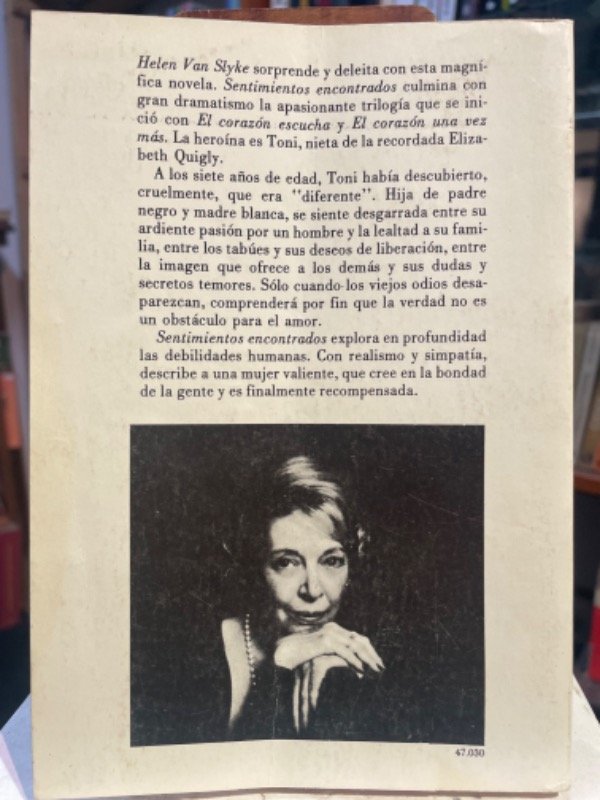 Helen Van Slyke sorprende y deleita con esta magní-
fica novela. Sentimientos encontrados culmina con
gran dramatismo la apasionante trilogía que se ini-
ció con El corazón escucha y El corazón una vez
más. La heroína es Toni, nieta de la recordada Eliza-
beth Quigly.
A los siete años de edad, Toni había descubierto,
cruelmente, que era "diferente". Hija de padre
negro y madre blanca, se siente desgarrada entre su
ardiente pasión por un hombre y la lealtad a su fami-
lia, entre los tabúes y sus deseos de liberación, entre
la imagen que ofrece a los demás y sus dudas y
secretos temores. Sólo cuando los viejos odios desa-
parezcan, comprenderá por fin que la verdad no es
un obstáculo para el amor.
Sentimientos encontrados explora en profundidad
las debilidades humanas. Con realismo y simpatía,
describe a una mujer valiente, que cree en la bondad
de la gente y es finalmente recompensada.
47.030